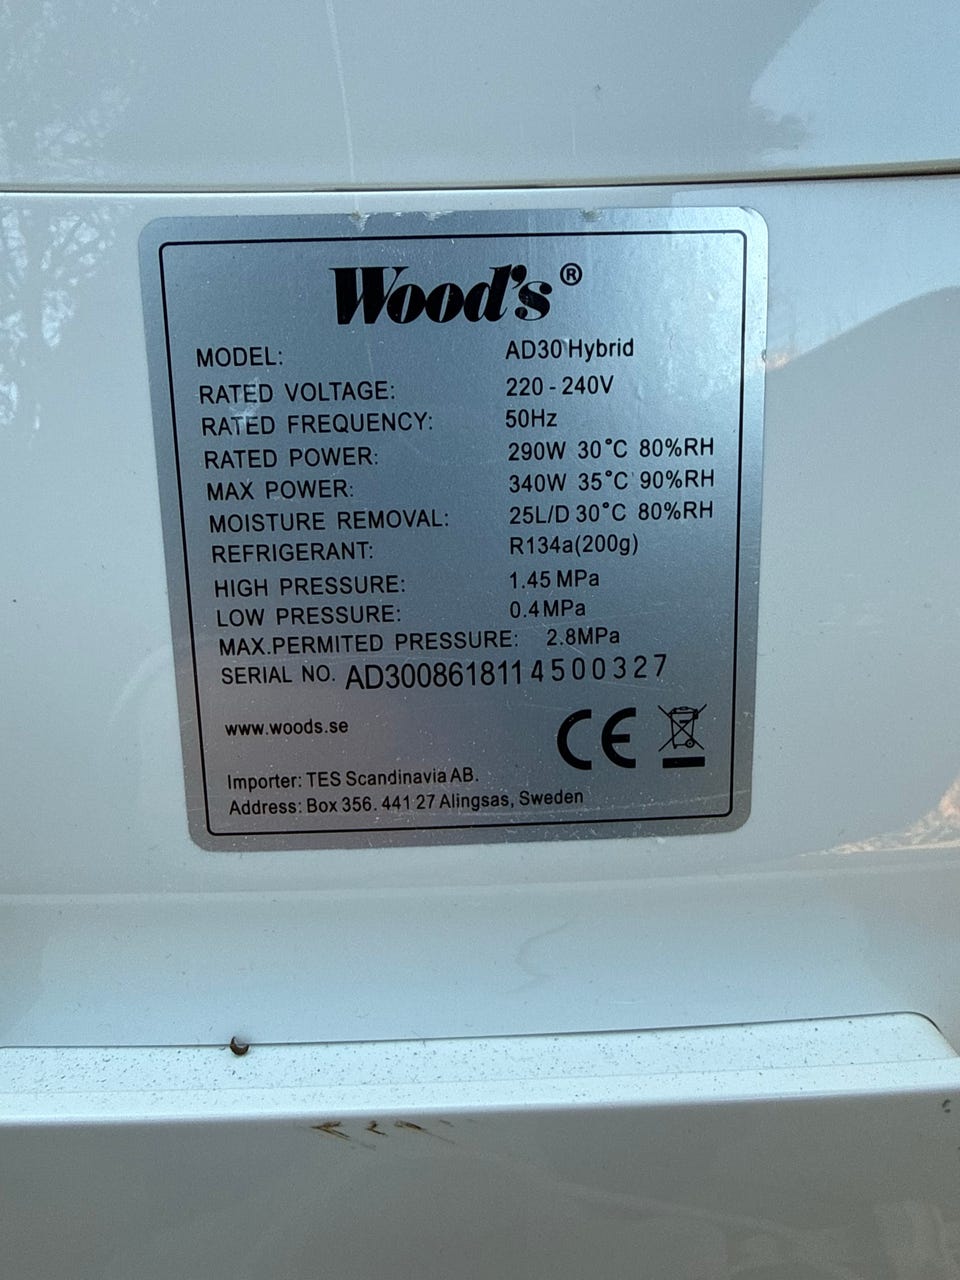 Wood's®
MODEL: AD30 Hybrid
RATED VOLTAGE: 220 - 240V
RATED FREQUENCY: 50Hz
RATED POWER: 290W 30°C 80%RH
MAX POWER: 340W 35°C 90%RH
MOISTURE REMOVAL: 25L/D 30°C 80%RH
REFRIGERANT: R134a(200g)
HIGH PRESSURE: 1.45 MPa
LOW PRESSURE: 0.4MPa
MAX.PERMITED PRESSURE: 2.8MPa
SERIAL NO. AD3008618114500327
www.woods.se
CE
Importer: TES Scandinavia AB.
Address: Box 356. 441 27 Alingsas, Sweden